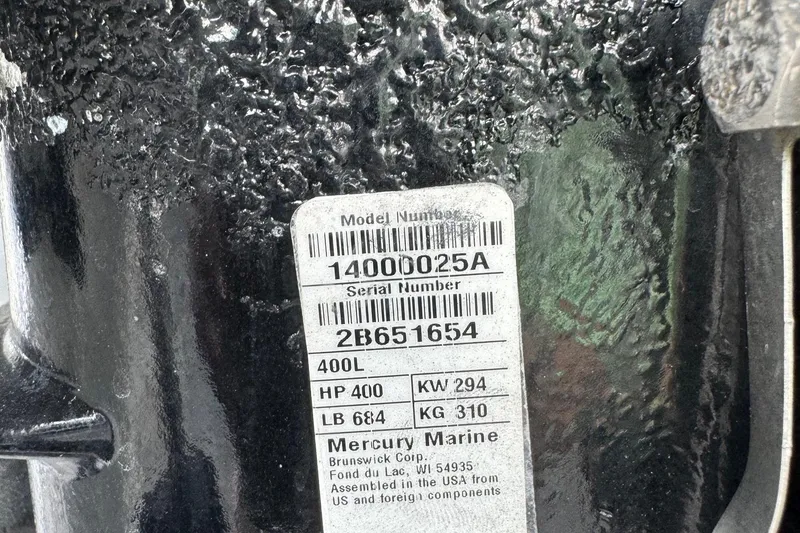 Model Number
14000025A
Serial Number
2B651654
400L
HP 400 KW 294
LB 684 KG 310
Mercury Marine
Brunswick Corp.
Fond du Lac, WI 54935
Assembled in the USA from
US and foreign components